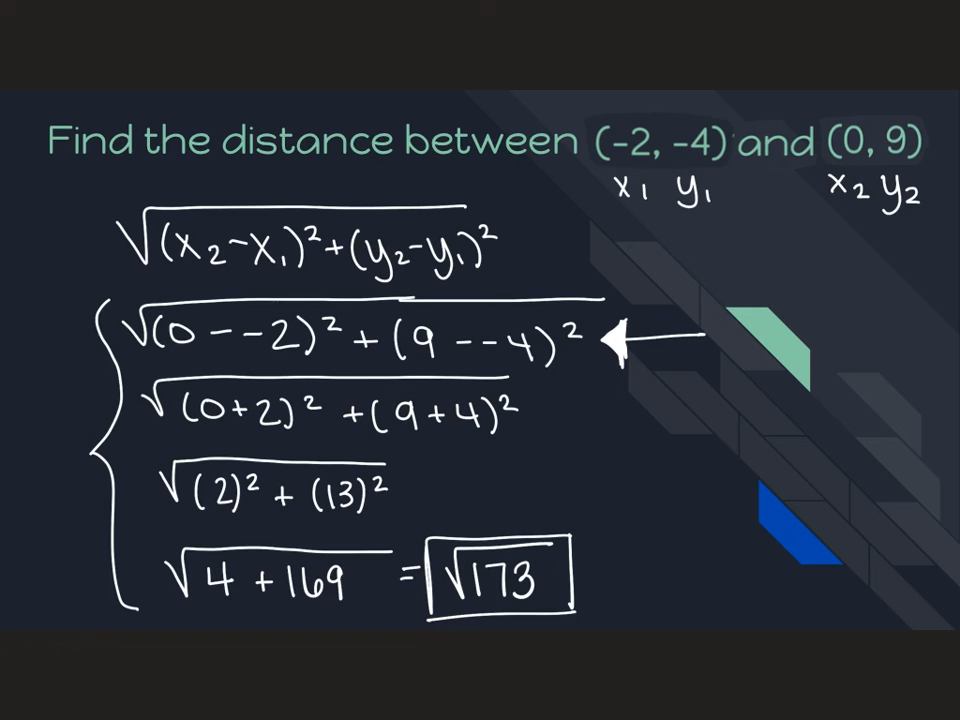 Find the distance between (-2, -4) and (0, 9)
x₁ y₁ x₂ y₂
√(x₂-x₁)²+(y₂-y₁)²
√(0--2)²+(9--4)²
√(0+2)²+(9+4)²
√(2)²+(13)²
√4+169 = √173